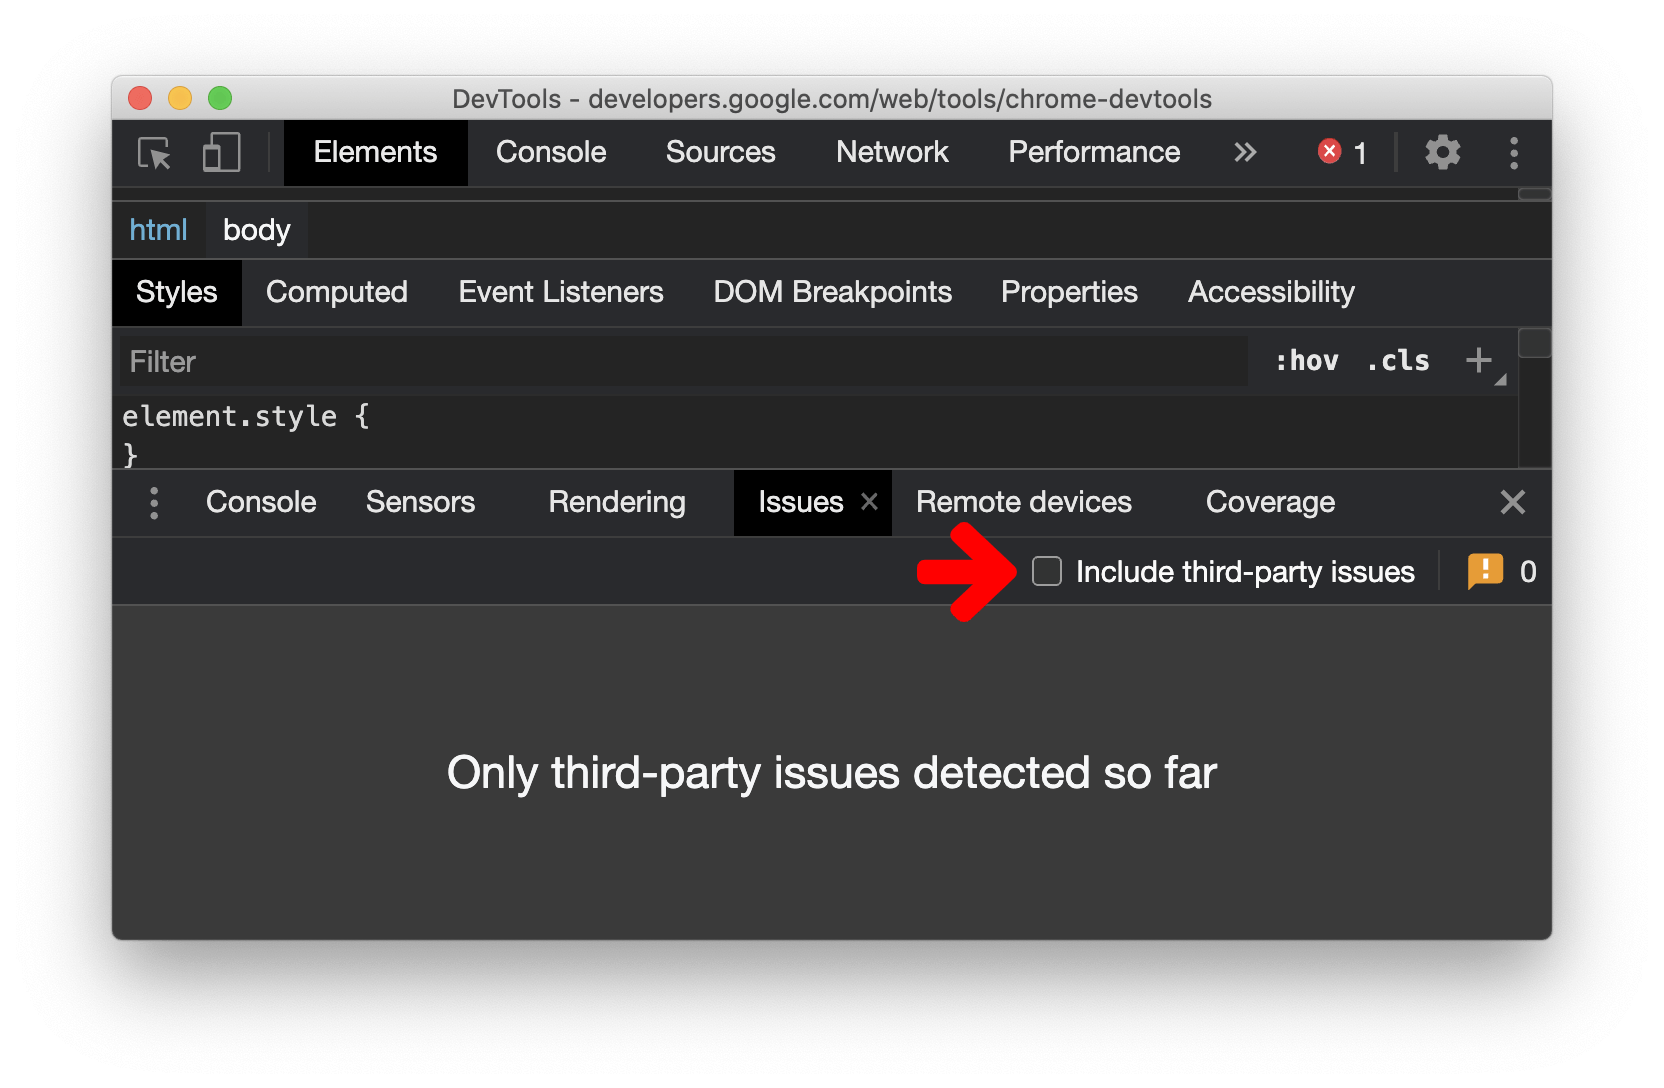 DevTools - developers.google.com/web/tools/chrome-devtools
Elements Console Sources Network Performance » 1
html body
Styles Computed Event Listeners DOM Breakpoints Properties Accessibility
Filter :hov .cls +
element.style {
}
Console Sensors Rendering Issues × Remote devices Coverage ×
Include third-party issues 0
Only third-party issues detected so far